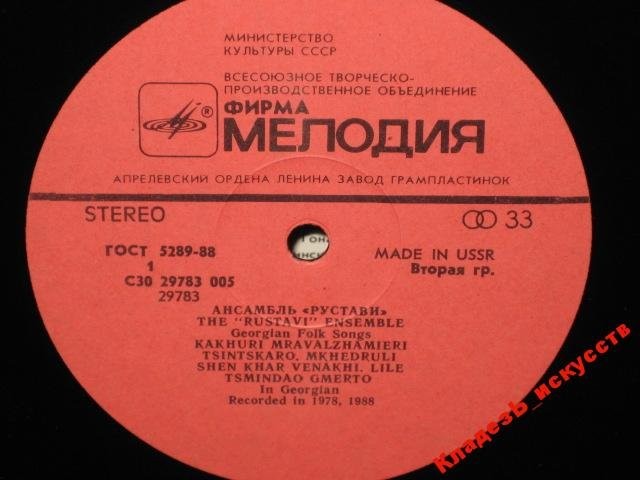 МИНИСТЕРСТВО
КУЛЬТУРЫ СССР
ВСЕСОЮЗНОЕ ТВОРЧЕСКО-
ПРОИЗВОДСТВЕННОЕ ОБЪЕДИНЕНИЕ
®
ФИРМА
МЕЛОДИЯ
АПРЕЛЕВСКИЙ ОРДЕНА ЛЕНИНА ЗАВОД ГРАМПЛАСТИНОК
STEREO
33
ГОСТ 5289-88
1
С30 29783 005
29783
MADE IN USSR
Вторая гр.
АНСАМБЛЬ «РУСТАВИ»
THE "RUSTAVI" ENSEMBLE
Georgian Folk Songs
KAKHURI MRAVALZHAMIERI
TSINTSKARO, MKHEDRULI
SHEN KHAR VENAKHI, LILE
TSMINDAO GMERTO
In Georgian
Recorded in 1978, 1988
КладезЬ_искусств